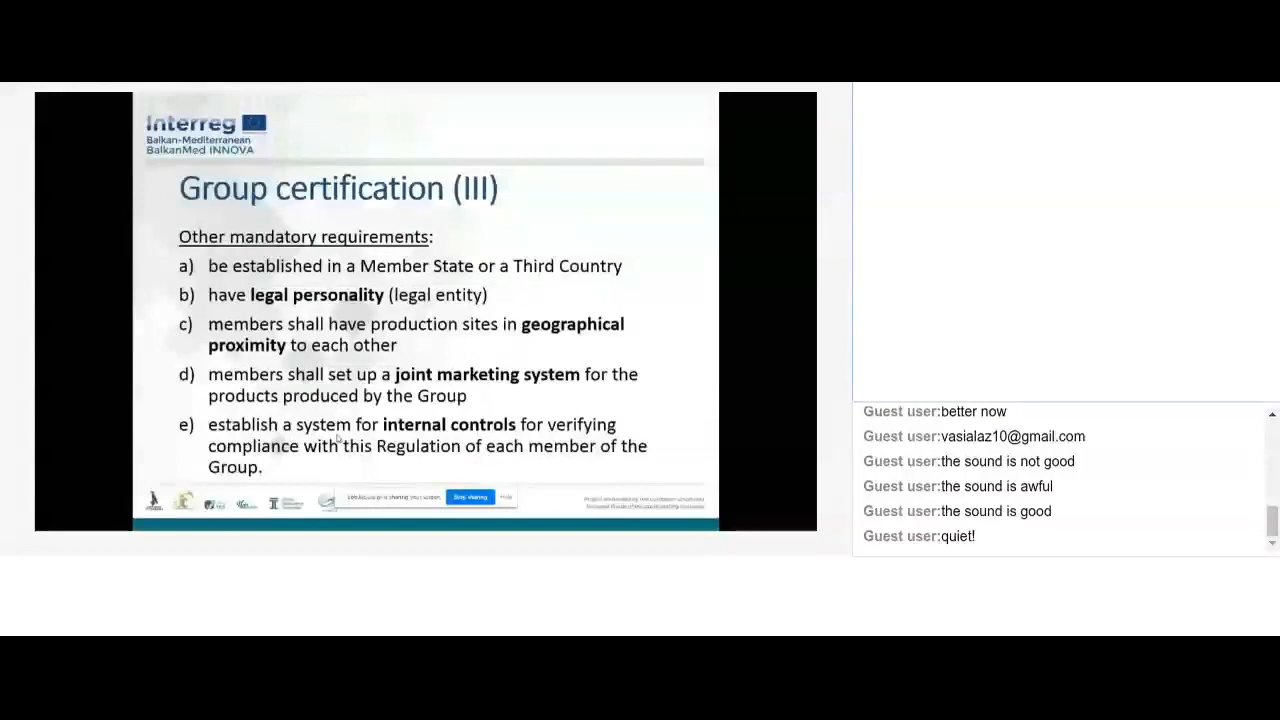 Interreg
Balkan-Mediterranean
BalkanMed INNOVA
Group certification (III)
Other mandatory requirements:
a) be established in a Member State or a Third Country
b) have legal personality (legal entity)
c) members shall have production sites in geographical
proximity to each other
d) members shall set up a joint marketing system for the
products produced by the Group
e) establish a system for internal controls for verifying
compliance with this Regulation of each member of the
Group.
Stop sharing
Hide
Guest user:better now
Guest user:vasialaz10@gmail.com
Guest user:the sound is not good
Guest user:the sound is awful
Guest user:the sound is good
Guest user:quiet!